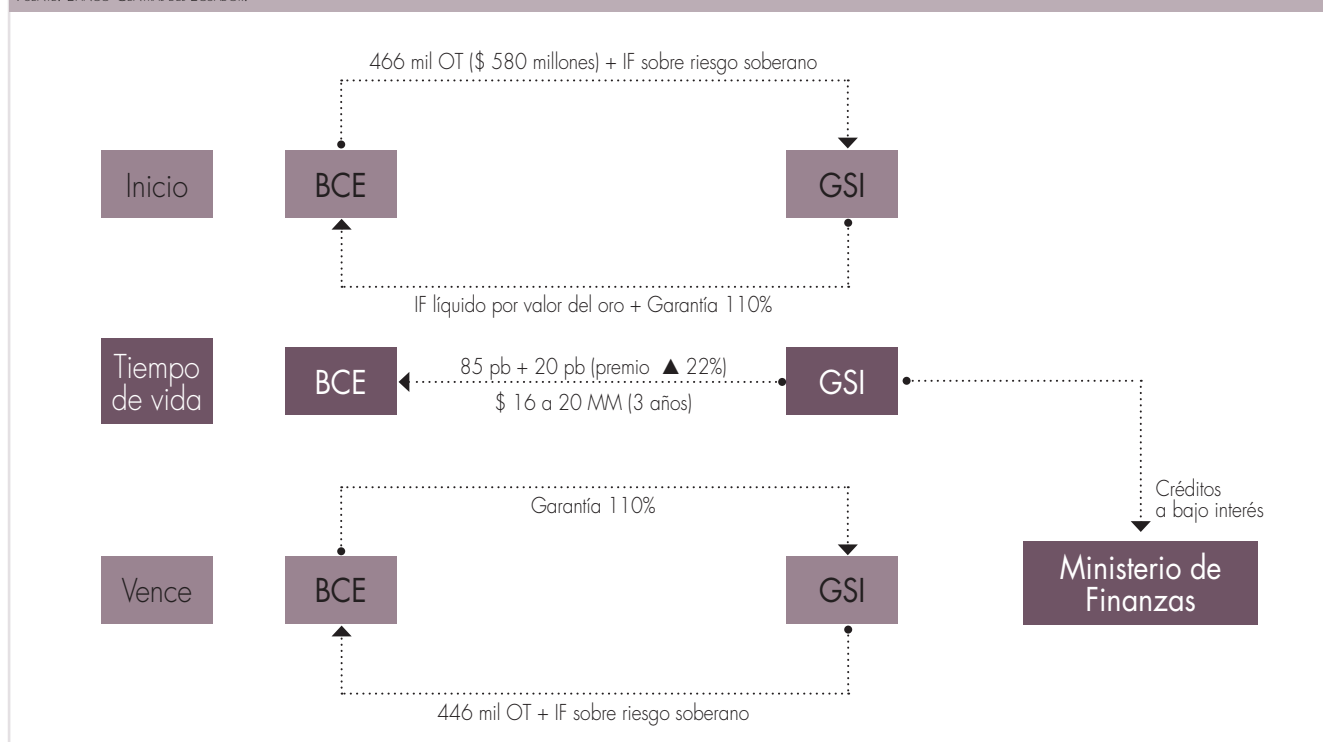 466 mil OT ($ 580 millones) + IF sobre riesgo soberano
Inicio
BCE
GSI
IF líquido por valor del oro + Garantía 110%
Tiempo
de vida
BCE
85 pb + 20 pb (premio ▲ 22%)
$ 16 a 20 MM (3 años)
GSI
Créditos
a bajo interés
Garantía 110%
Vence
BCE
GSI
Ministerio de
Finanzas
446 mil OT + IF sobre riesgo soberano